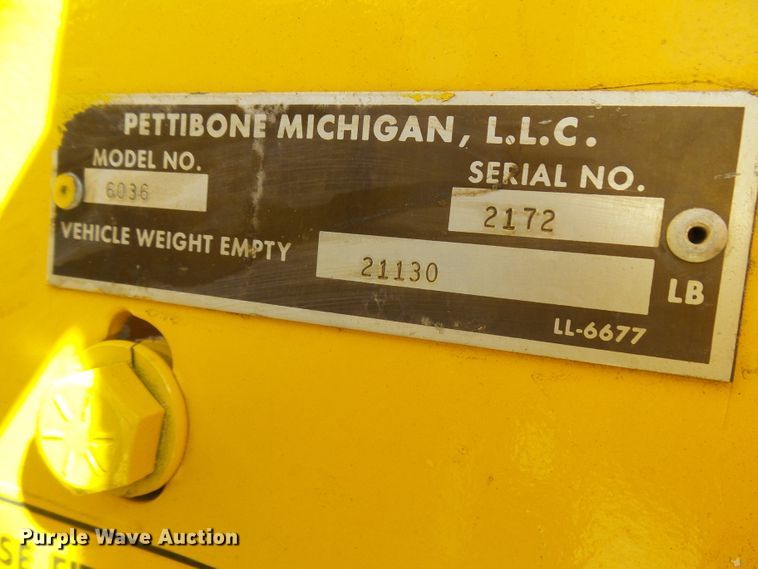 PETTIBONE MICHIGAN, L.L.C.
MODEL NO.
6036
SERIAL NO.
2172
VEHICLE WEIGHT EMPTY
21130
LB
LL-6677
Purple Wave Auction